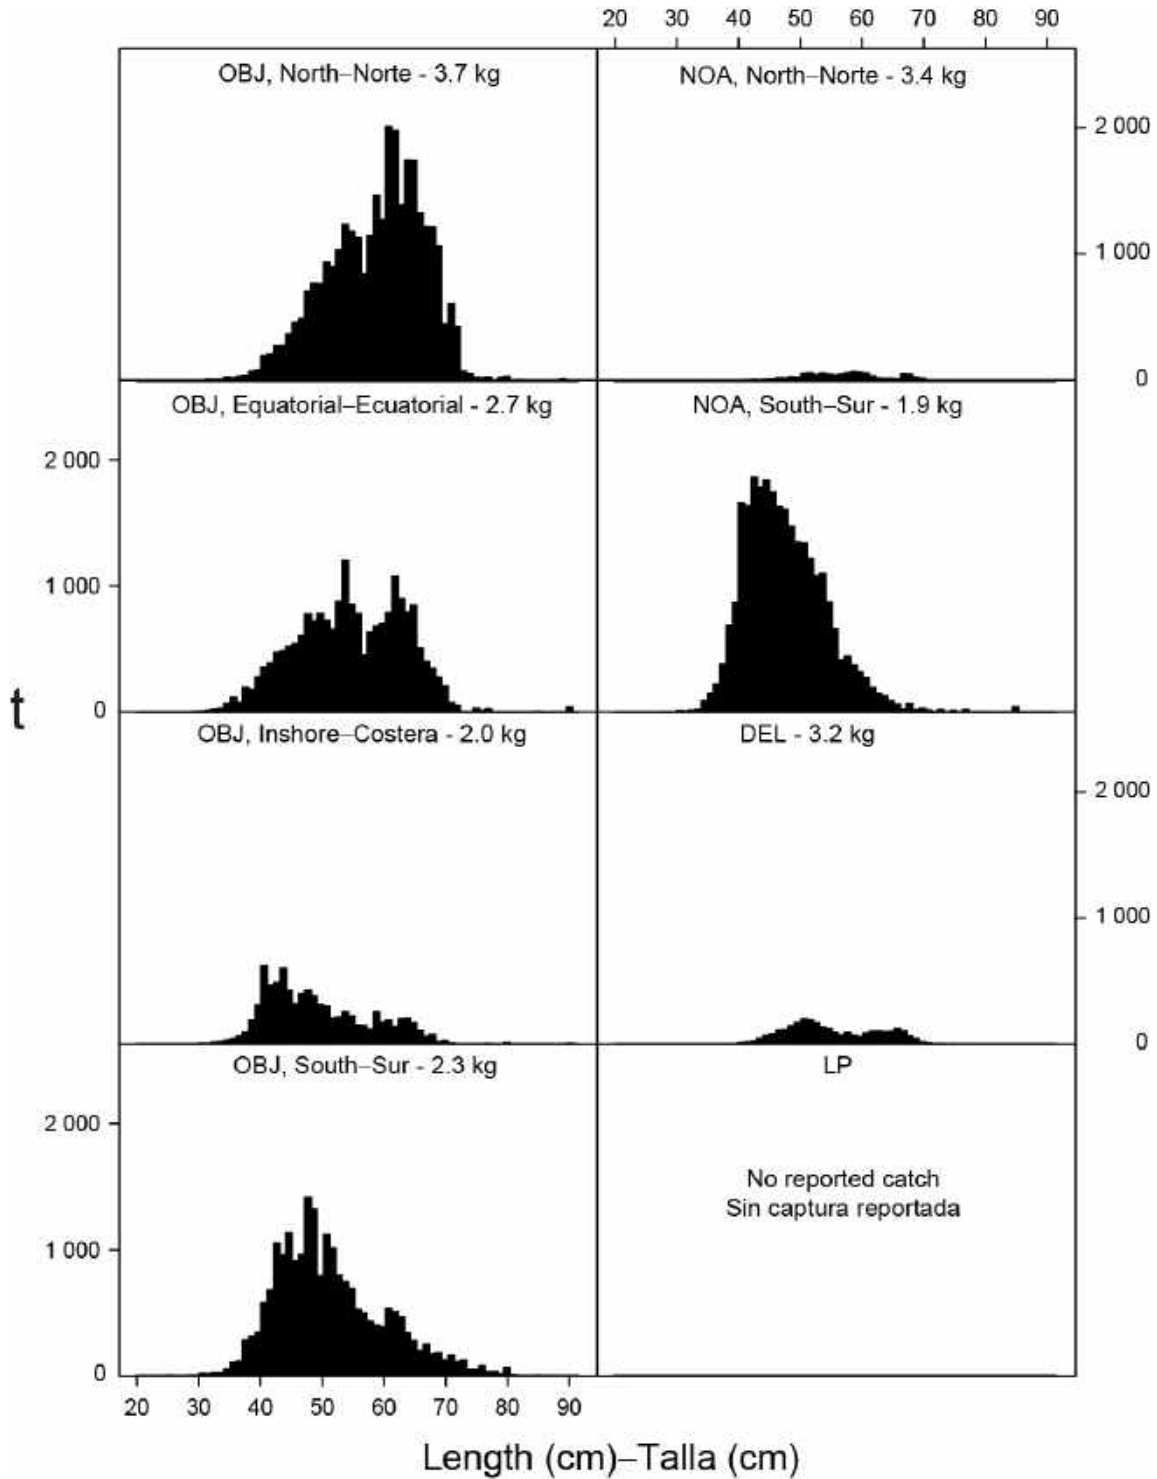 20 30 40 50 60 70 80 90
OBJ, North–Norte - 3.7 kg
NOA, North–Norte - 3.4 kg
2 000
1 000
0
OBJ, Equatorial–Ecuatorial - 2.7 kg
NOA, South–Sur - 1.9 kg
2 000
1 000
0
t
OBJ, Inshore–Costera - 2.0 kg
DEL - 3.2 kg
2 000
1 000
0
OBJ, South–Sur - 2.3 kg
LP
2 000
No reported catch
Sin captura reportada
1 000
0
20 30 40 50 60 70 80 90
Length (cm)–Talla (cm)